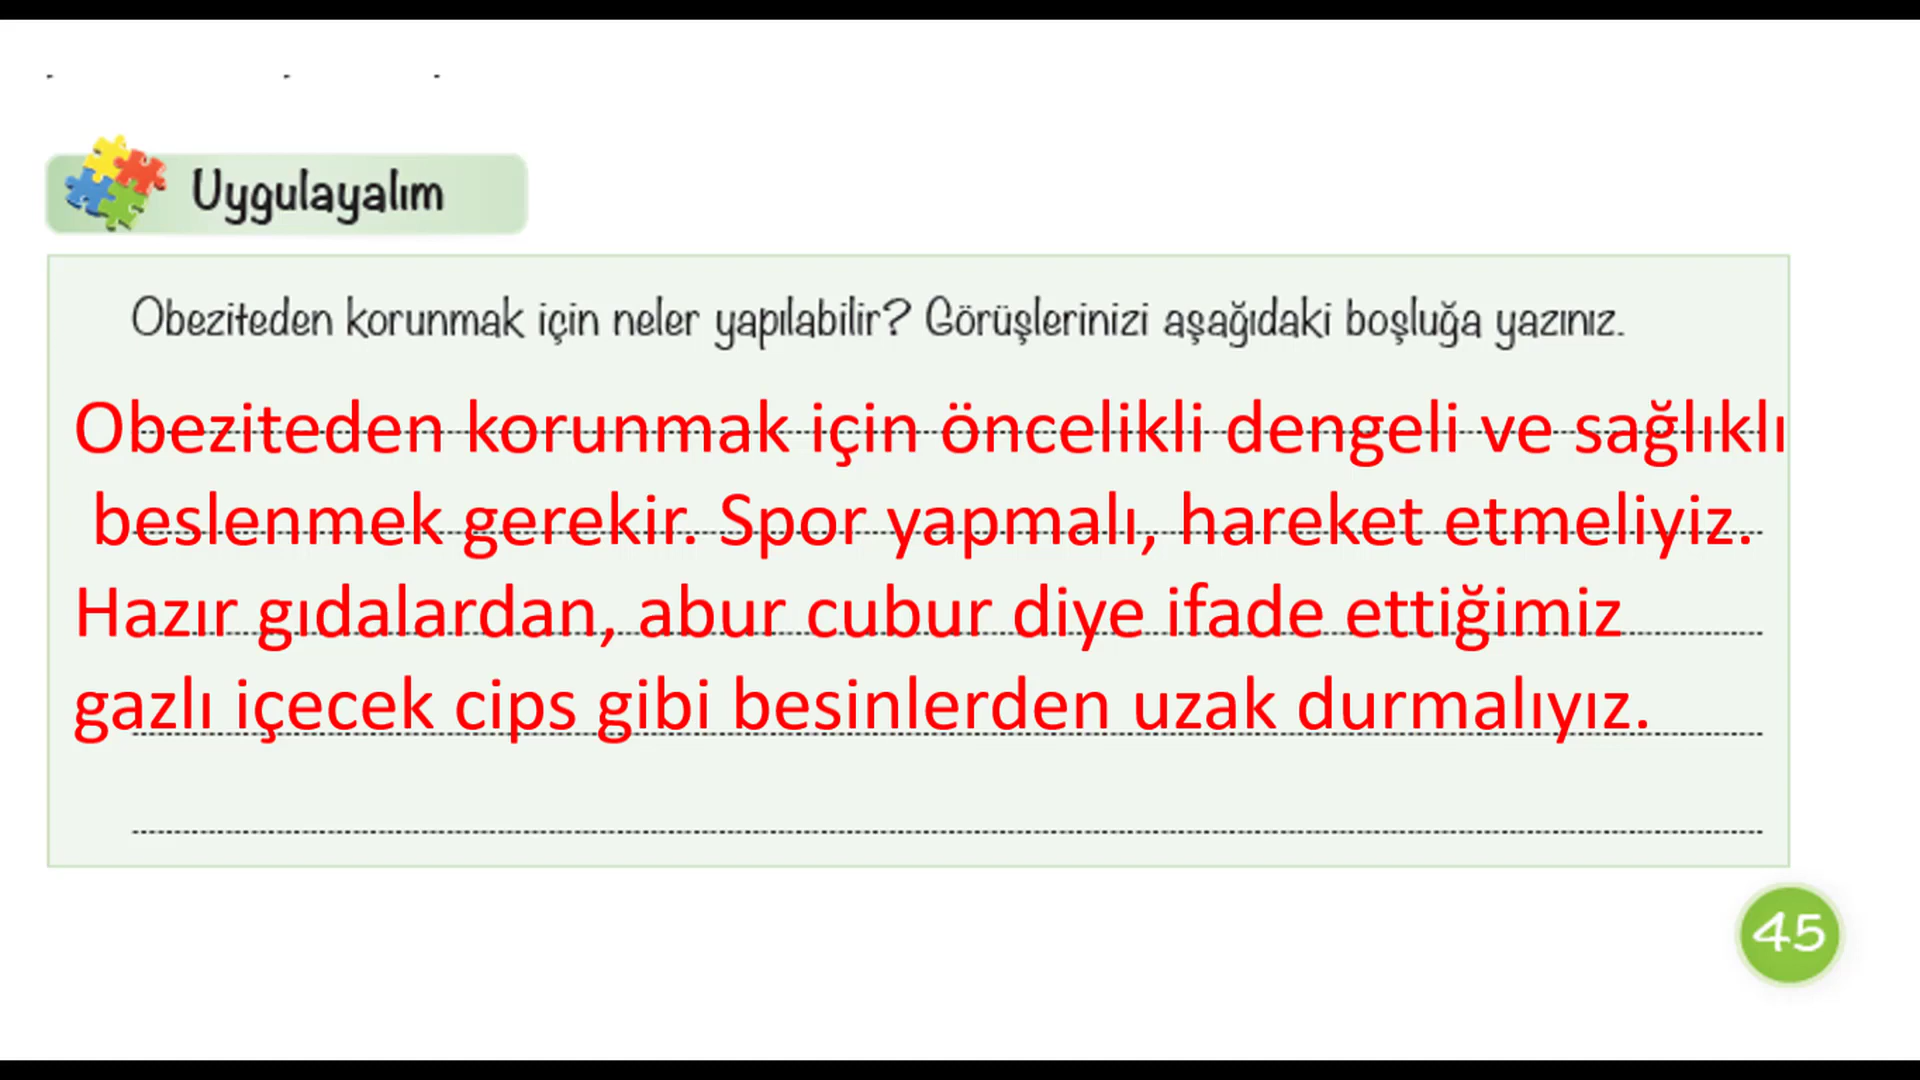 Uygulayalım
Obeziteden korunmak için neler yapılabilir? Görüşlerinizi aşağıdaki boşluğa yazınız.
Obeziteden korunmak için öncelikli dengeli ve sağlıklı
beslenmek gerekir. Spor yapmalı, hareket etmeliyiz.
Hazır gıdalardan, abur cubur diye ifade ettiğimiz
gazlı içecek cips gibi besinlerden uzak durmalıyız.
45